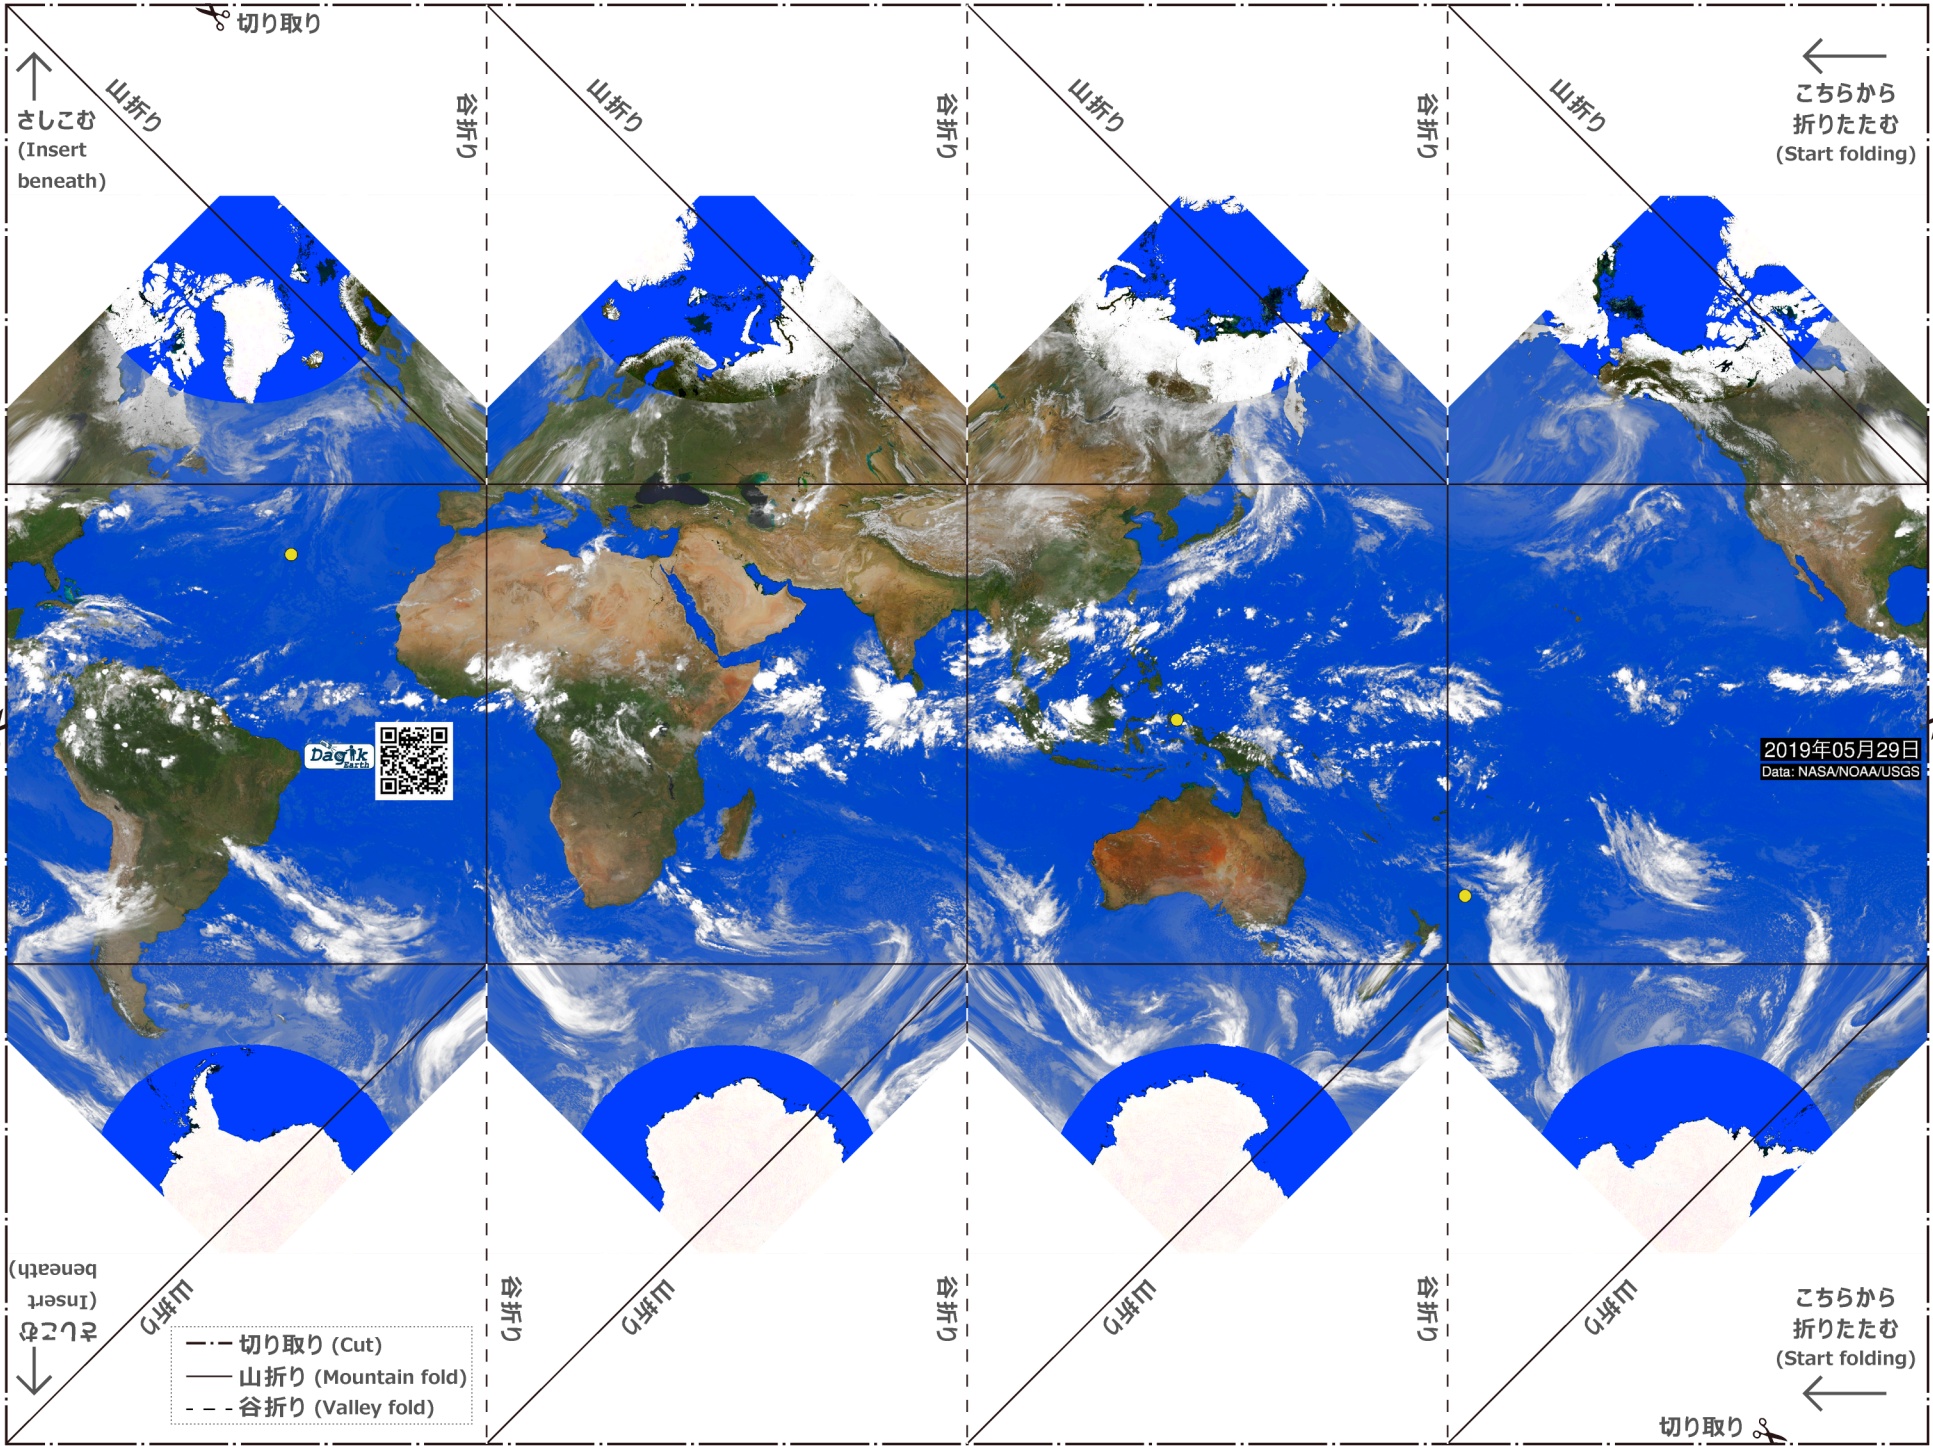 切り取り
山折り
谷折り
山折り
谷折り
山折り
谷折り
山折り
さしこむ
(Insert
beneath)
こちらから
折りたたむ
(Start folding)
Dagik
Earth
2019年05月29日
Data: NASA/NOAA/USGS
さしこむ
(Insert
beneath)
山折り
谷折り
山折り
谷折り
山折り
谷折り
山折り
こちらから
折りたたむ
(Start folding)
切り取り (Cut)
山折り (Mountain fold)
谷折り (Valley fold)
切り取り